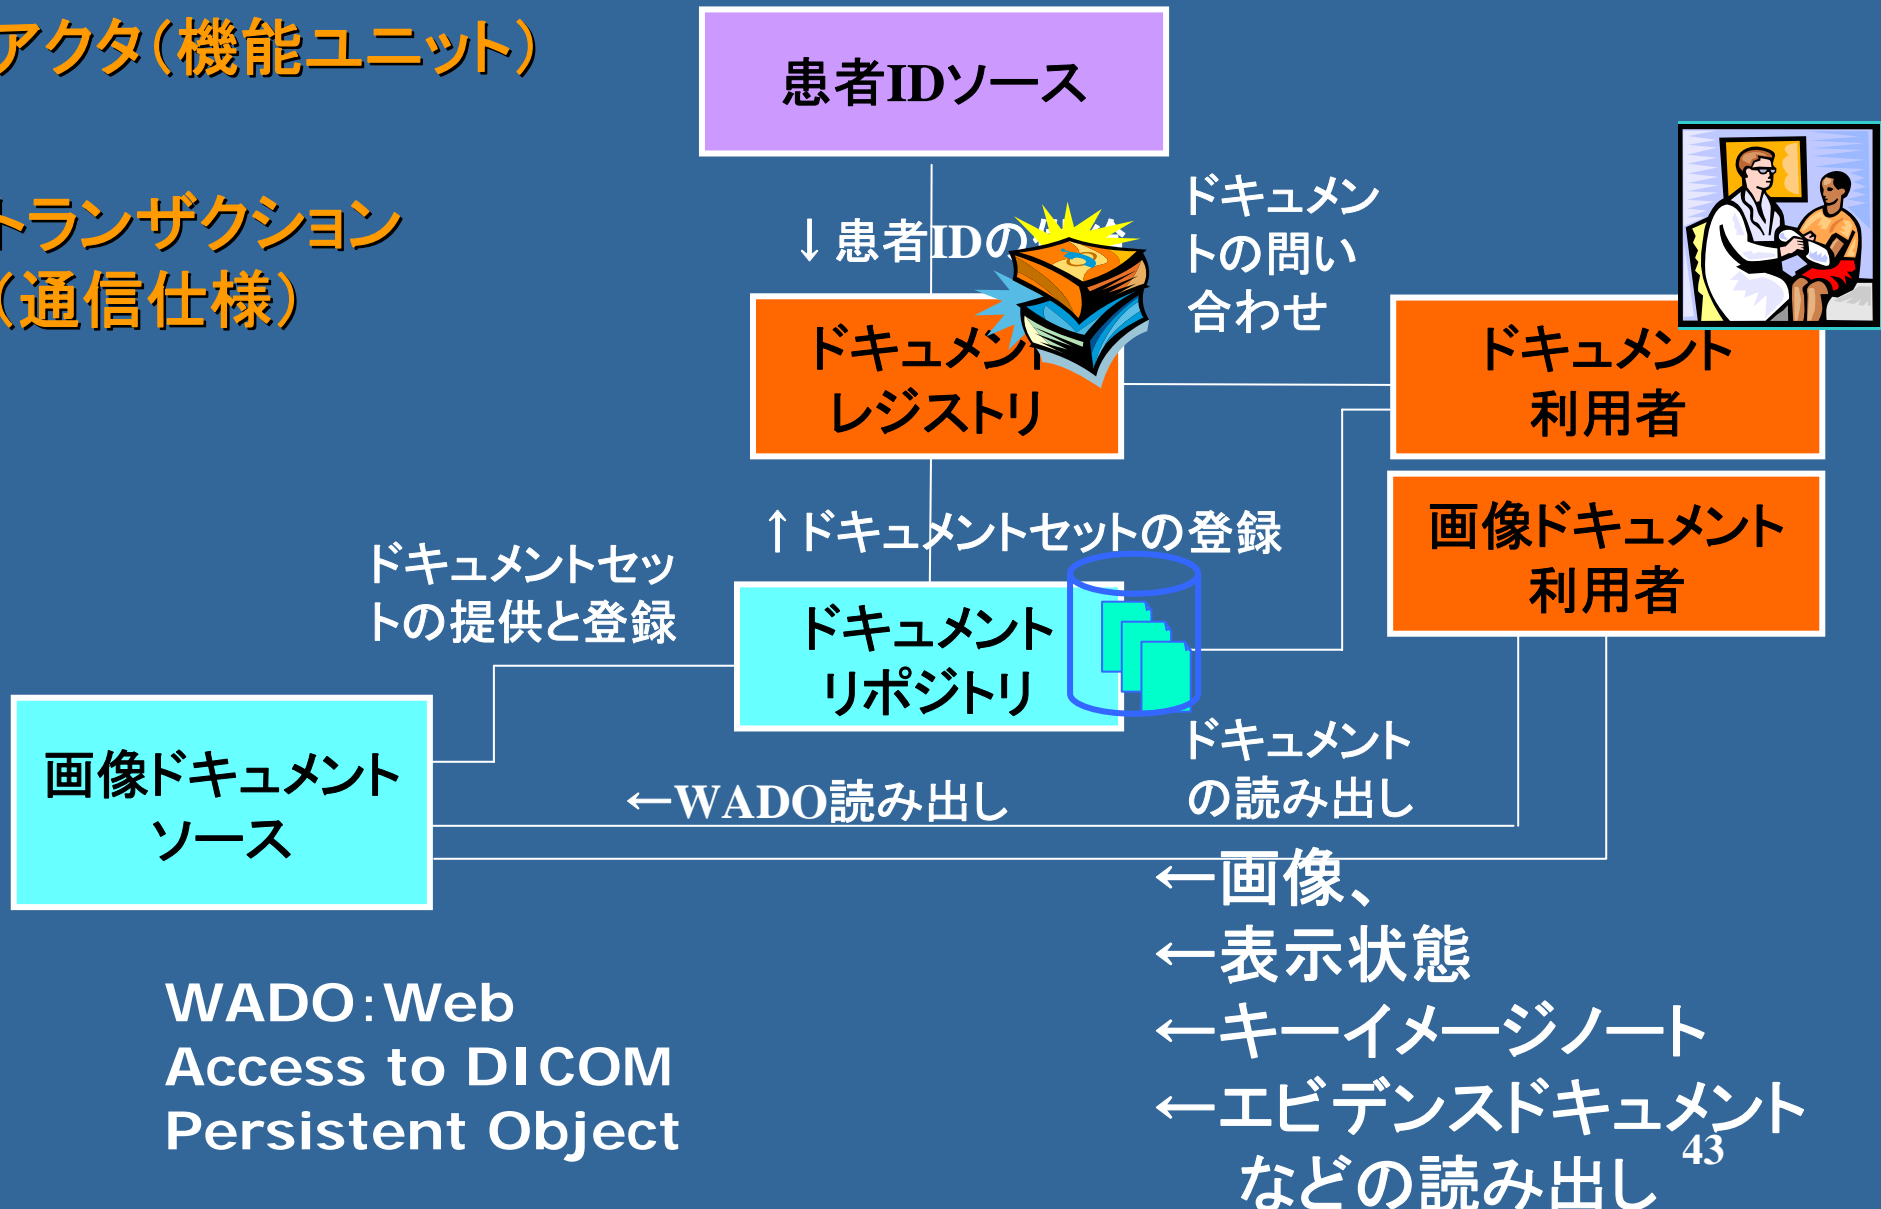 アクタ（機能ユニット）
トランザクション
（通信仕様）
患者IDソース
↓患者IDの
ドキュメン
トの問い
合わせ
ドキュメント
レジストリ
ドキュメント
利用者
画像ドキュメント
利用者
↑ドキュメントセットの登録
ドキュメントセッ
トの提供と登録
ドキュメント
リポジトリ
画像ドキュメント
ソース
←WADO読み出し
ドキュメント
の読み出し
←画像、
←表示状態
←キーイメージノート
←エビデンスドキュメント
などの読み出し
WADO：Web
Access to DICOM
Persistent Object
43